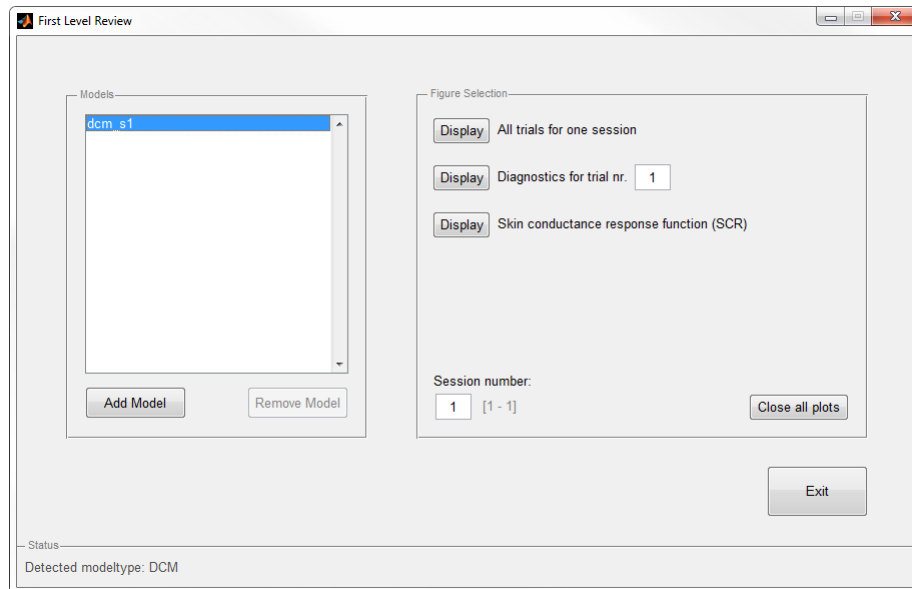 First Level Review
Models
dcm_s1
Add Model
Remove Model
Figure Selection
Display All trials for one session
Display Diagnostics for trial nr. 1
Display Skin conductance response function (SCR)
Session number:
1 [1 - 1]
Close all plots
Exit
Status
Detected modeltype: DCM